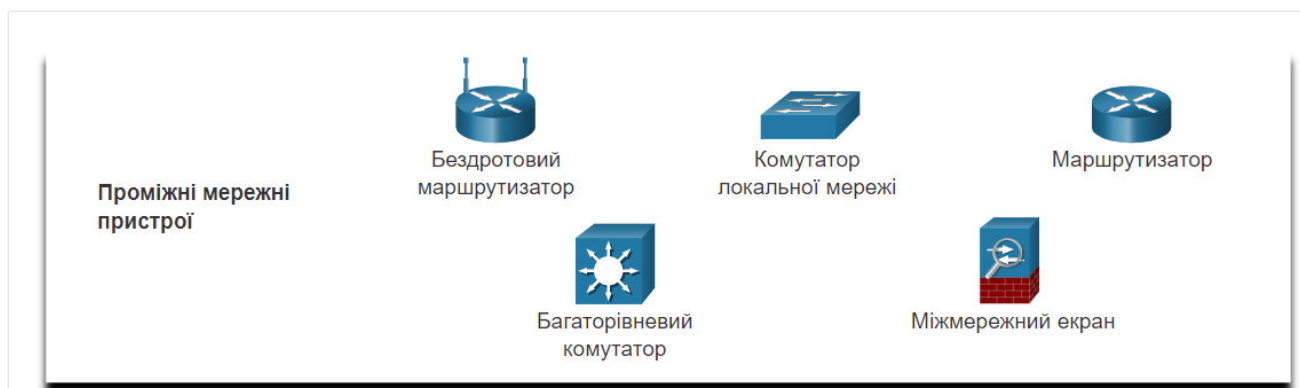 Бездротовий
маршрутизатор
Комутатор
локальної мережі
Маршрутизатор
Проміжні мережні
пристрої
Багаторівневий
комутатор
Міжмережний екран